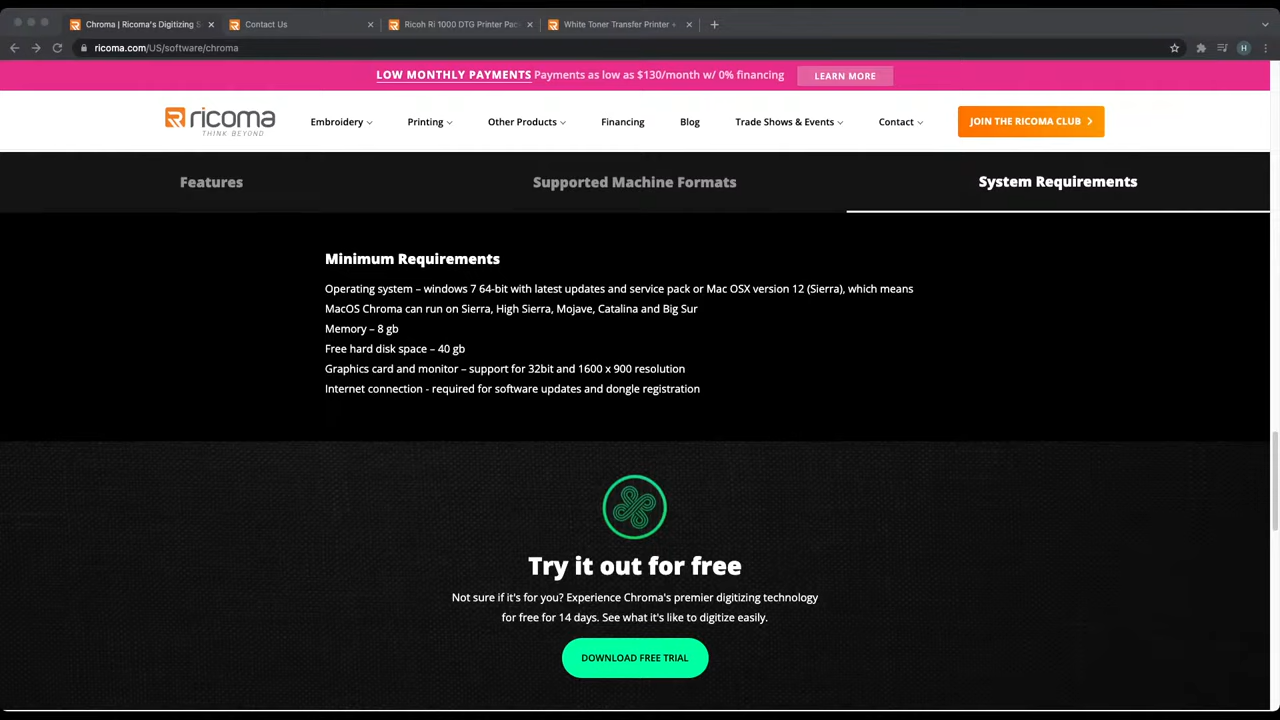 Chroma | Ricoma's Digitizing S
Contact Us
Ricoh Ri 1000 DTG Printer Pac
White Toner Transfer Printer +
ricoma.com/US/software/chroma
H
LOW MONTHLY PAYMENTS Payments as low as $130/month w/ 0% financing
LEARN MORE
ricoma
THINK BEYOND
Embroidery
Printing
Other Products
Financing
Blog
Trade Shows & Events
Contact
JOIN THE RICOMA CLUB
Features
Supported Machine Formats
System Requirements
Minimum Requirements
Operating system – windows 7 64-bit with latest updates and service pack or Mac OSX version 12 (Sierra), which means
MacOS Chroma can run on Sierra, High Sierra, Mojave, Catalina and Big Sur
Memory – 8 gb
Free hard disk space – 40 gb
Graphics card and monitor – support for 32bit and 1600 x 900 resolution
Internet connection - required for software updates and dongle registration
Try it out for free
Not sure if it's for you? Experience Chroma's premier digitizing technology
for free for 14 days. See what it's like to digitize easily.
DOWNLOAD FREE TRIAL